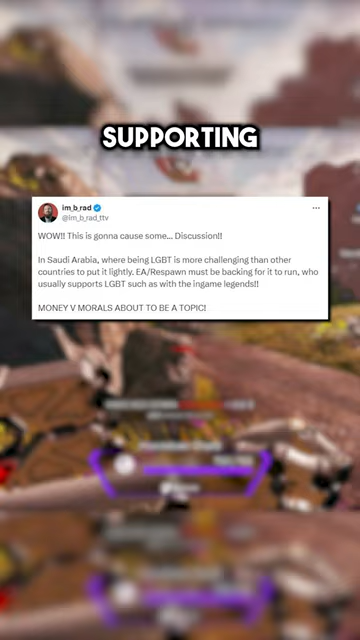 SUPPORTING
im_b_rad
@im_b_rad_ttv
WOW!! This is gonna cause some... Discussion!!
In Saudi Arabia, where being LGBT is more challenging than other
countries to put it lightly. EA/Respawn must be backing for it to run, who
usually supports LGBT such as with the ingame legends!!
MONEY V MORALS ABOUT TO BE A TOPIC!